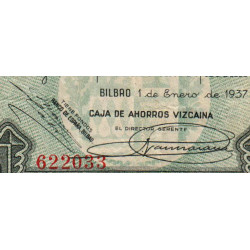 BILBAO 1 de Enero de 1937
CAJA DE AHORROS VIZCAINA
EL DIRECTOR GERENTE
622033